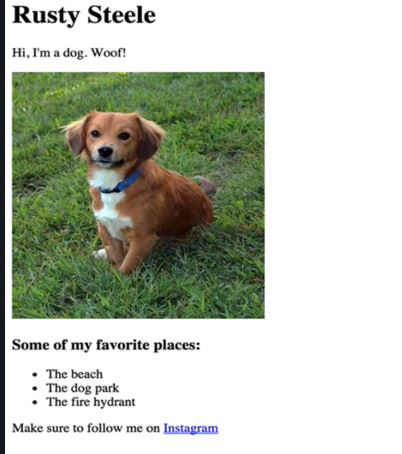 Rusty Steele
Hi, I'm a dog. Woof!
Some of my favorite places:
The beach
The dog park
The fire hydrant
Make sure to follow me on Instagram